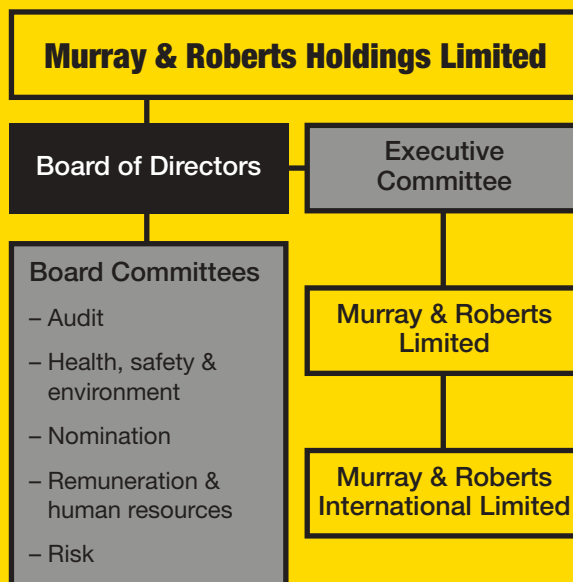 Murray & Roberts Holdings Limited
Board of Directors
Executive
Committee
Board Committees
– Audit
– Health, safety &
environment
– Nomination
– Remuneration &
human resources
– Risk
Murray & Roberts
Limited
Murray & Roberts
International Limited